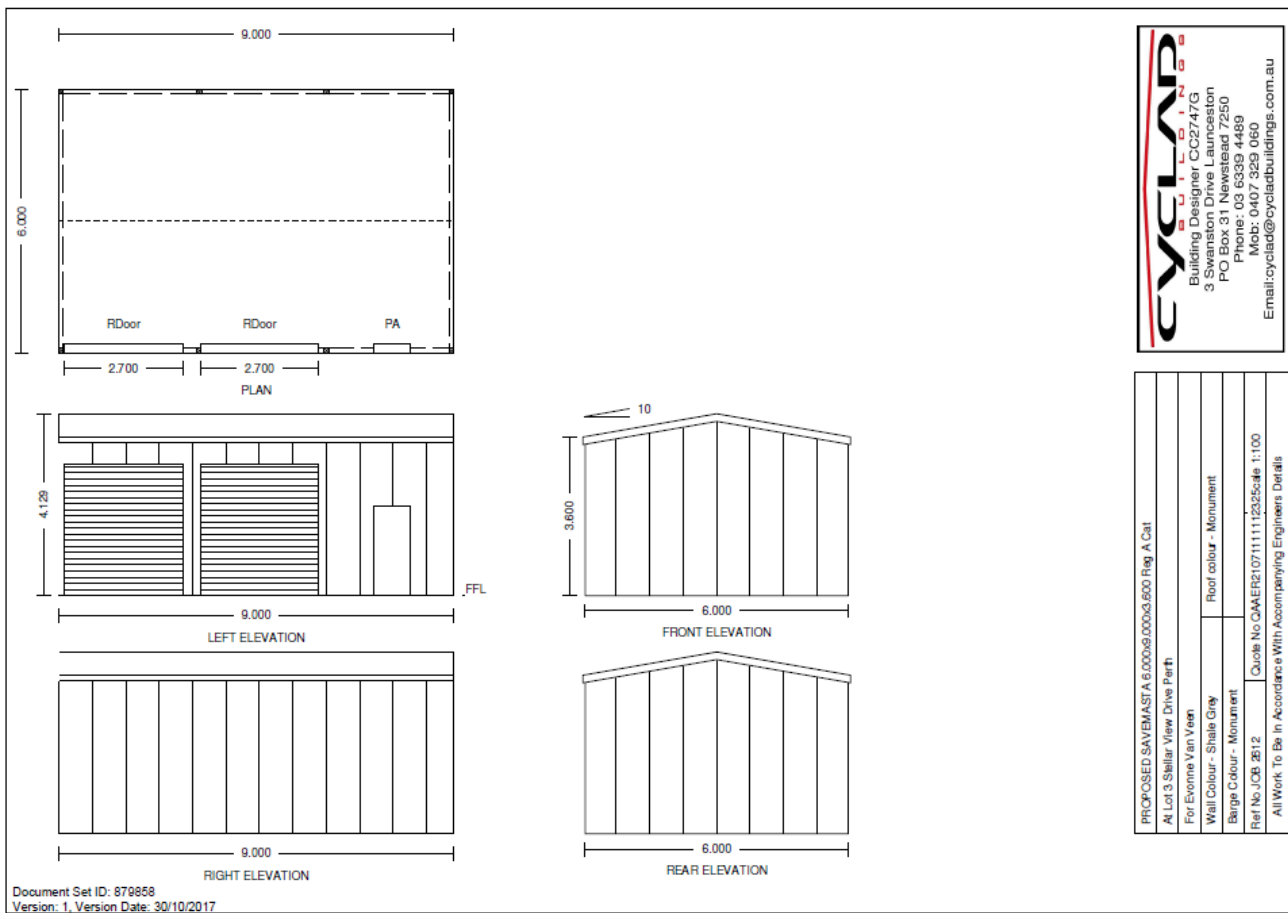 9.000
6.000
RDoor
RDoor
PA
2.700
2.700
PLAN
4.129
FFL
9.000
LEFT ELEVATION
10
3.600
6.000
FRONT ELEVATION
9.000
RIGHT ELEVATION
6.000
REAR ELEVATION
Document Set ID: 879858
Version: 1, Version Date: 30/10/2017
CYCLAD
BUILDINGS
Building Designer CC2747G
3 Swanston Drive Launceston
PO Box 31 Newstead 7250
Phone: 03 6339 4489
Mob: 0407 329 060
Email:cyclad@cycladbuildings.com.au
PROPOSED SAVEMASTA 6.000x9.000x3.600 Reg A Cat
At Lot 3 Stellar View Drive Perth
For Evonne Van Veen
Wall Colour - Shale Grey
Roof colour - Monument
Barge Colour - Monument
Ref No JOB 2612
Quote No
Scale 1:100
All Work To Be In Accordance With Accompanying Engineers Details